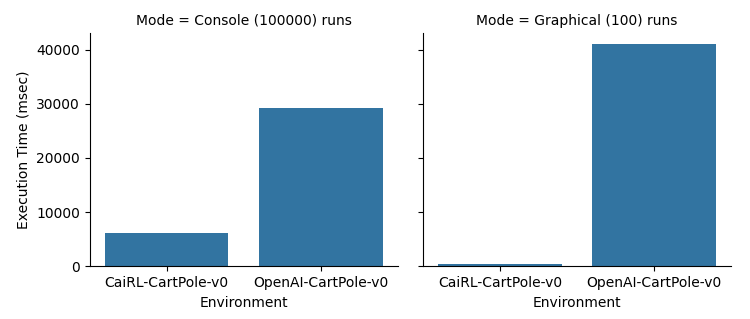 Mode = Console (100000) runs
Mode = Graphical (100) runs
Execution Time (msec)
40000
30000
20000
10000
0
CaiRL-CartPole-v0
OpenAI-CartPole-v0
CaiRL-CartPole-v0
OpenAI-CartPole-v0
Environment
Environment